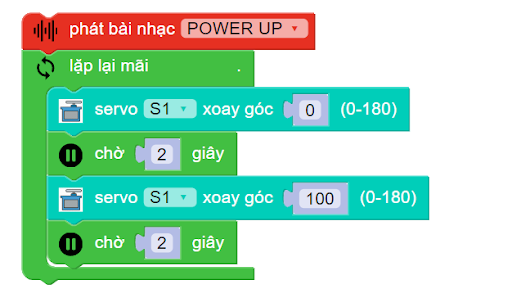 phát bài nhạc POWER UP
lặp lại mãi .
servo S1 xoay góc 0 (0-180)
chờ 2 giây
servo S1 xoay góc 100 (0-180)
chờ 2 giây